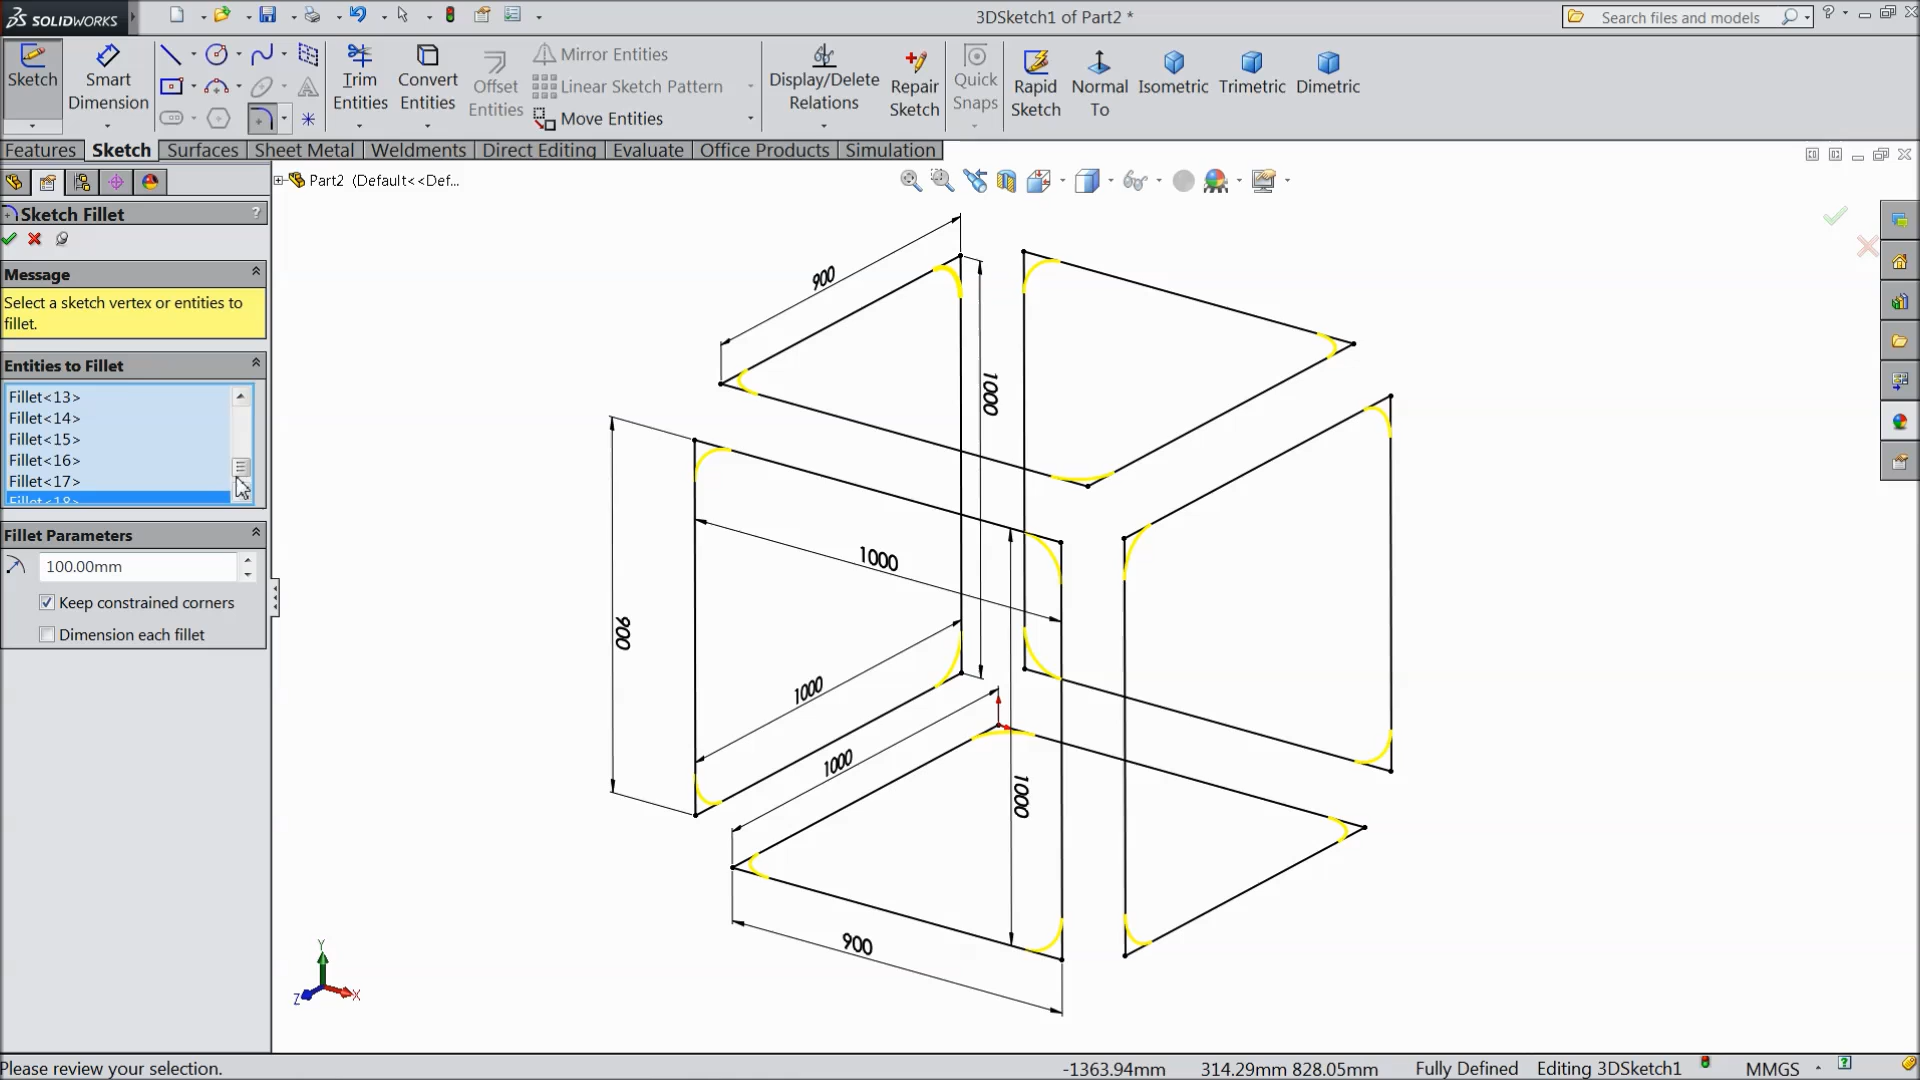 SOLIDWORKS
3DSketch1 of Part2 *
Search files and models
Sketch
Smart Dimension
Trim Entities
Convert Entities
Offset Entities
Mirror Entities
Linear Sketch Pattern
Move Entities
Display/Delete Relations
Repair Sketch
Quick Snaps
Rapid Sketch
Normal To
Isometric
Trimetric
Dimetric
Features
Sketch
Surfaces
Sheet Metal
Weldments
Direct Editing
Evaluate
Office Products
Simulation
Part2 (Default<<Def...
Sketch Fillet
?
Message
Select a sketch vertex or entities to
fillet.
Entities to Fillet
Fillet<13>
Fillet<14>
Fillet<15>
Fillet<16>
Fillet<17>
Fillet<18>
Fillet Parameters
100.00mm
Keep constrained corners
Dimension each fillet
900
1000
1000
900
1000
1000
1000
900
Y
Z
X
Please review your selection.
-1363.94mm
314.29mm 828.05mm
Fully Defined
Editing 3DSketch1
MMGS